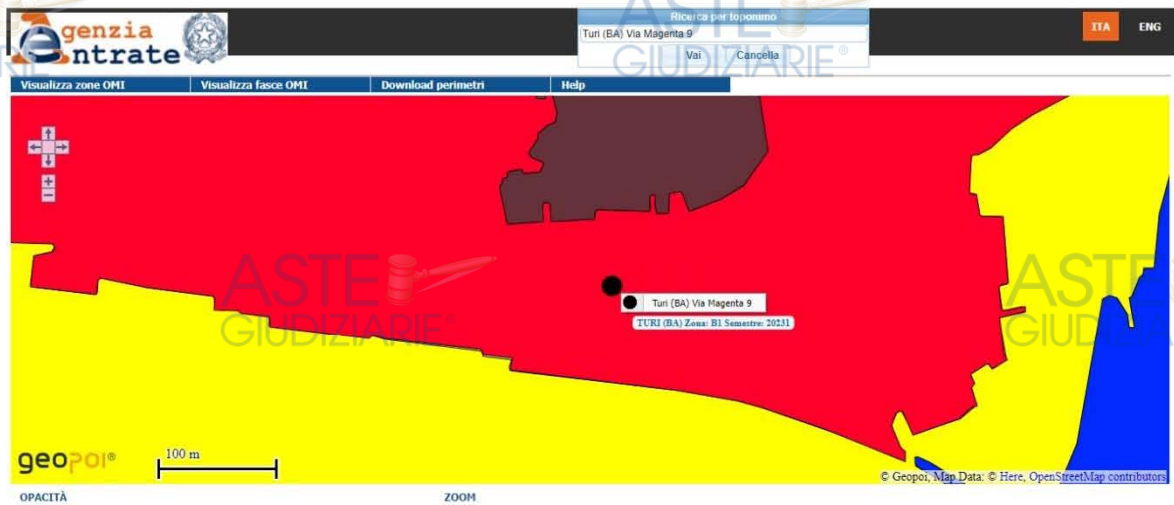 Agenzia
Entrate
Ricerca per toponimo
Turi (BA) Via Magenta 9
Vai Cancella
ITA ENG
GIUDIZIARIE®
RIE
Visualizza zone OMI Visualizza fasce OMI Download perimetri Help
ASTE
GIUDIZIARIE®
ASTE
GIUDIZIA
Turi (BA) Via Magenta 9
TURI (BA) Zona: B1 Semestre: 20231
geopoi®
100 m
© Geopoi, Map Data: © Here, OpenStreetMap contributors
OPACITÀ ZOOM